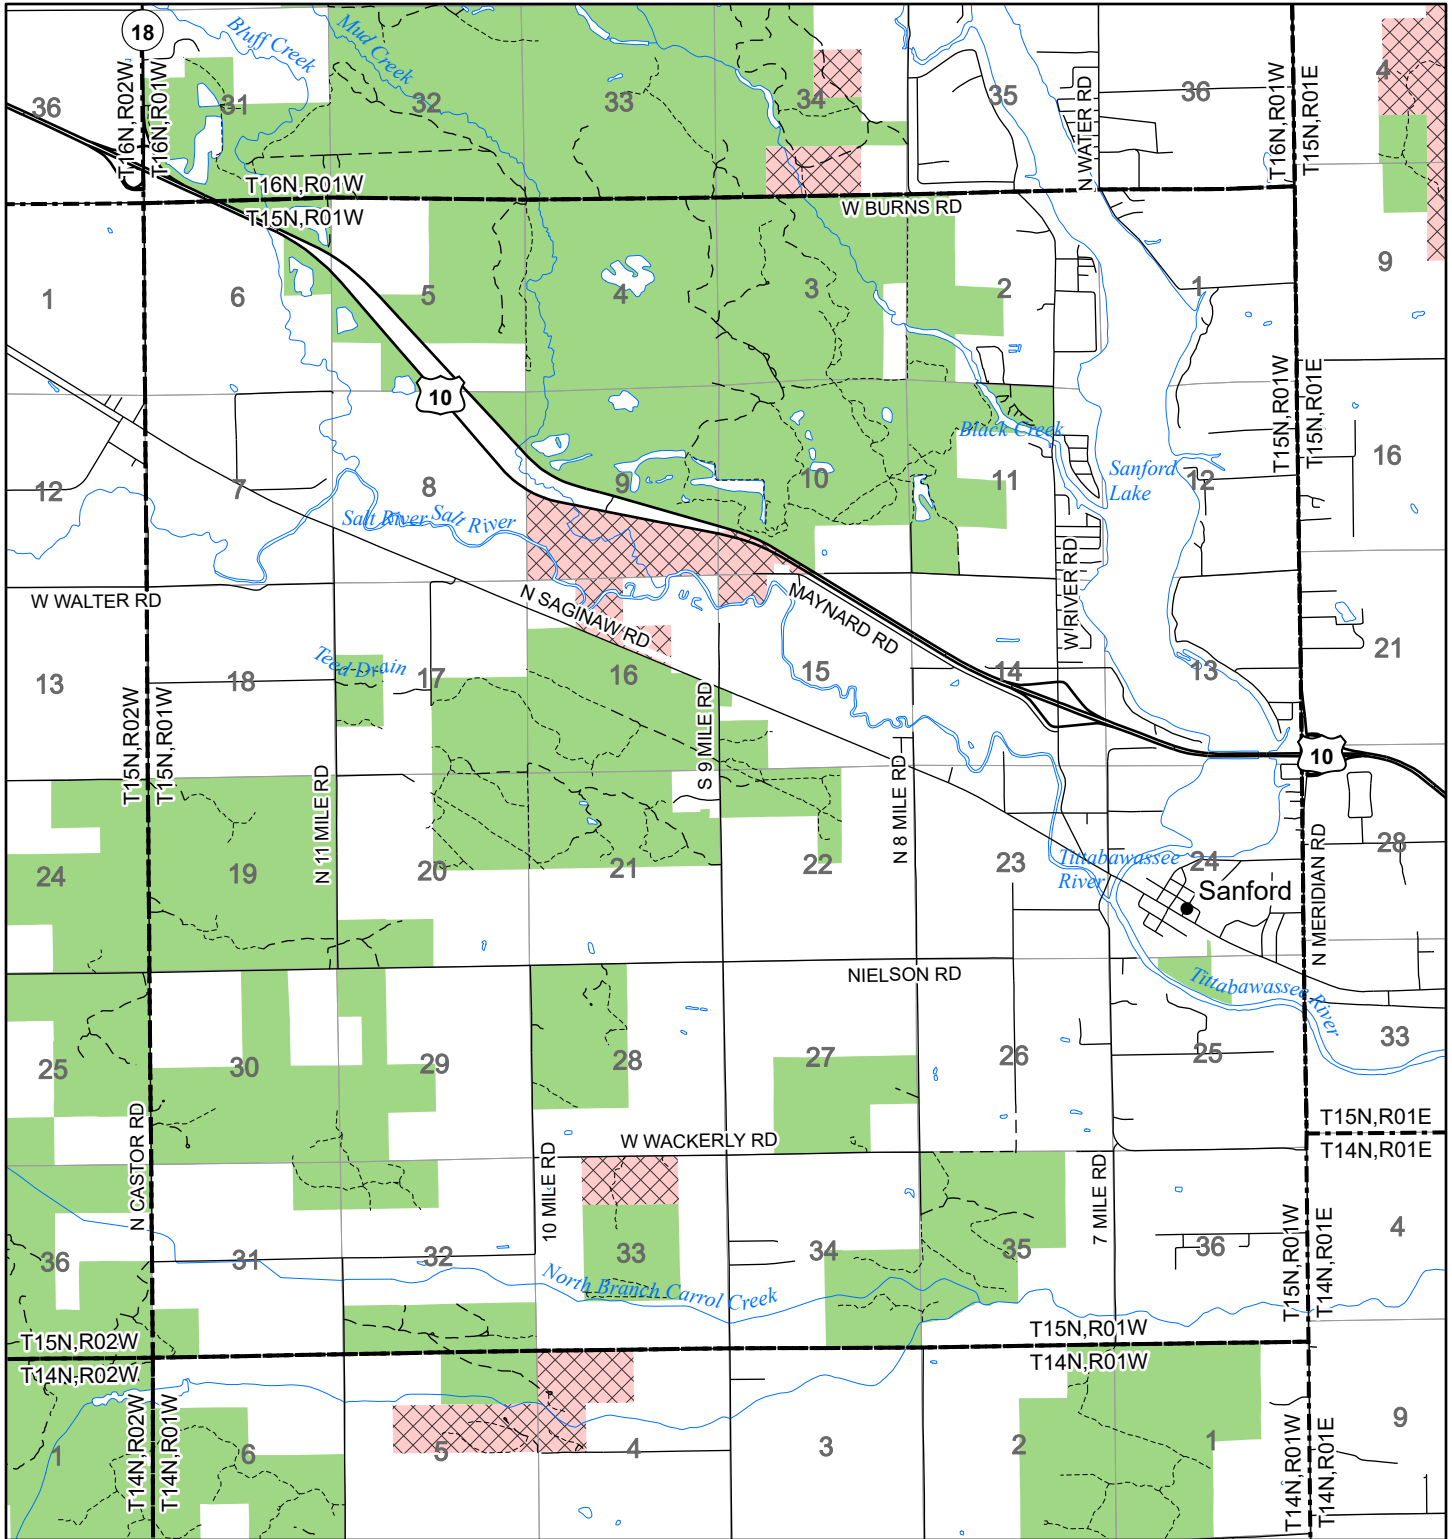 18
Bluff Creek
Mud Creek
36
31
32
33
34
35
36
4
T16N,R02W
T16N,R01W
N WATER RD
T16N,R01W
T15N,R01E
T16N,R01W
T15N,R01W
W BURNS RD
1
6
5
4
3
2
1
9
10
T15N,R01W
T15N,R01E
Black Creek
Sanford
Lake
12
7
8
9
10
11
12
16
Salt River
Salt River
W WALTER RD
N SAGINAW RD
MAYNARD RD
W RIVER RD
Teed Drain
13
18
17
16
15
14
13
21
T15N,R02W
T15N,R01W
N 11 MILE RD
S 9 MILE RD
N 8 MILE RD
10
N MERIDIAN RD
24
19
20
21
22
23
24
28
Tittabawassee
River
Sanford
NIELSON RD
Tittabawassee River
25
30
29
28
27
26
25
33
N CASTOR RD
10 MILE RD
W WACKERLY RD
7 MILE RD
T15N,R01E
T14N,R01E
36
31
32
33
34
35
36
4
T15N,R01W
T14N,R01E
North Branch Carrol Creek
T15N,R02W
T14N,R02W
T15N,R01W
T14N,R01W
T14N,R02W
T14N,R01W
1
6
5
4
3
2
1
9
T14N,R01W
T14N,R01E